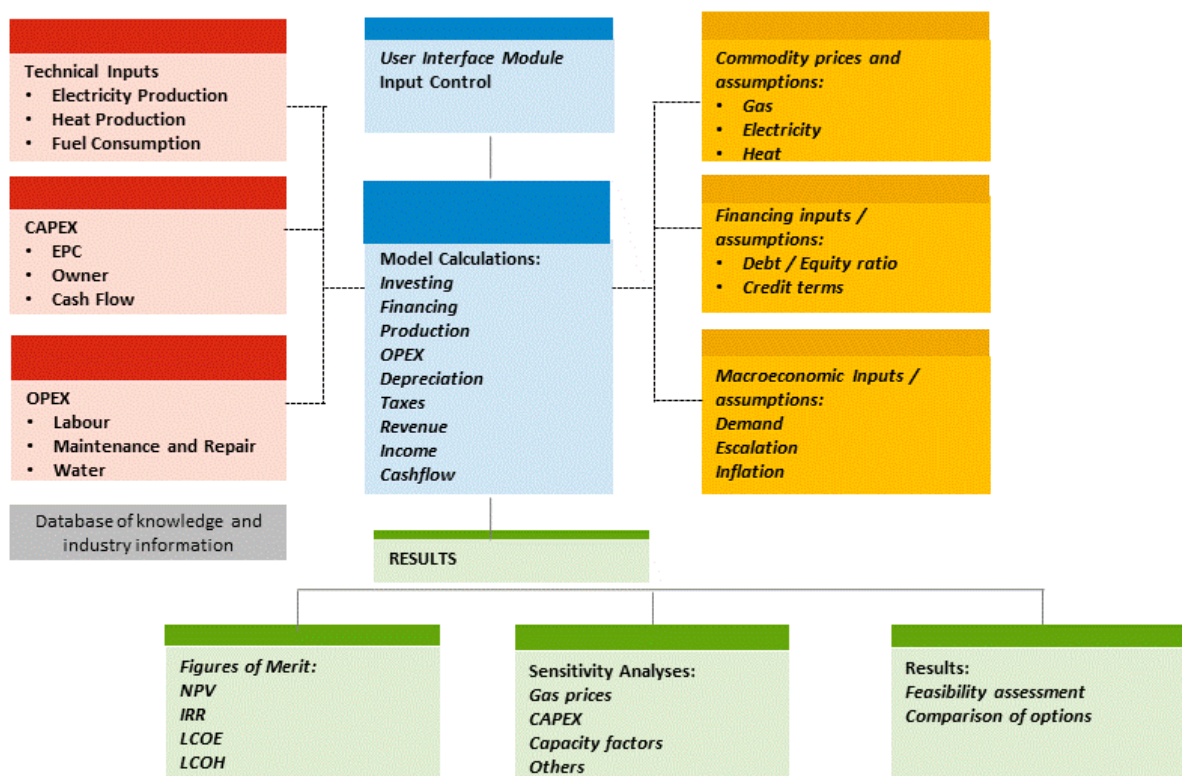 Technical Inputs
• Electricity Production
• Heat Production
• Fuel Consumption
CAPEX
• EPC
• Owner
• Cash Flow
OPEX
• Labour
• Maintenance and Repair
• Water
Database of knowledge and
industry information
User Interface Module
Input Control
Model Calculations:
Investing
Financing
Production
OPEX
Depreciation
Taxes
Revenue
Income
Cashflow
Commodity prices and
assumptions:
• Gas
• Electricity
• Heat
Financing inputs /
assumptions:
• Debt / Equity ratio
• Credit terms
Macroeconomic Inputs /
assumptions:
Demand
Escalation
Inflation
RESULTS
Figures of Merit:
NPV
IRR
LCOE
LCOH
Sensitivity Analyses:
Gas prices
CAPEX
Capacity factors
Others
Results:
Feasibility assessment
Comparison of options